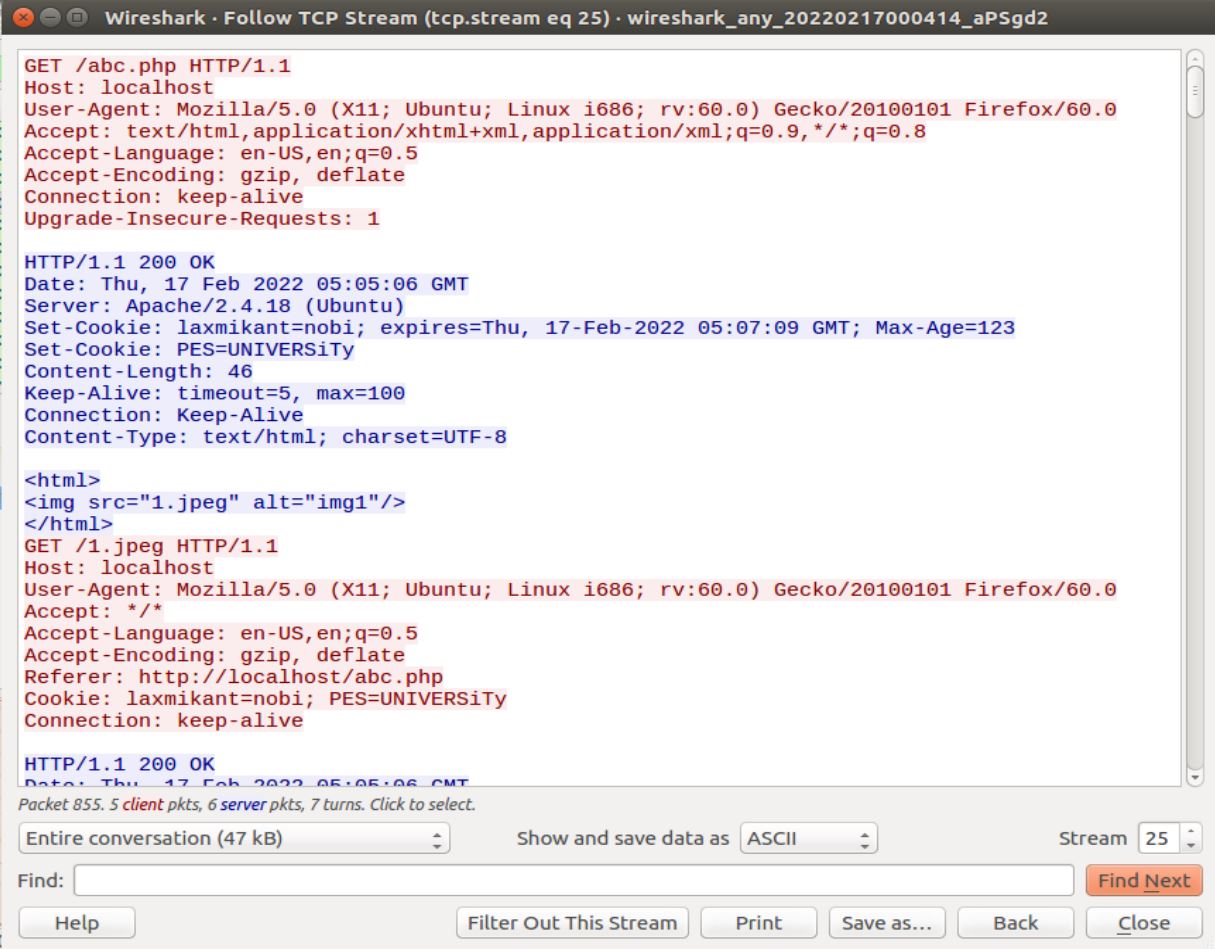 Wireshark · Follow TCP Stream (tcp.stream eq 25) · wireshark_any_20220217000414_aPSgd2
GET /abc.php HTTP/1.1
Host: localhost
User-Agent: Mozilla/5.0 (X11; Ubuntu; Linux i686; rv:60.0) Gecko/20100101 Firefox/60.0
Accept: text/html,application/xhtml+xml,application/xml;q=0.9,*/*;q=0.8
Accept-Language: en-US,en;q=0.5
Accept-Encoding: gzip, deflate
Connection: keep-alive
Upgrade-Insecure-Requests: 1
HTTP/1.1 200 OK
Date: Thu, 17 Feb 2022 05:05:06 GMT
Server: Apache/2.4.18 (Ubuntu)
Set-Cookie: laxmikant=nobi; expires=Thu, 17-Feb-2022 05:07:09 GMT; Max-Age=123
Set-Cookie: PES=UNIVERSiTy
Content-Length: 46
Keep-Alive: timeout=5, max=100
Connection: Keep-Alive
Content-Type: text/html; charset=UTF-8
<html>
<img src="1.jpeg" alt="img1"/>
</html>
GET /1.jpeg HTTP/1.1
Host: localhost
User-Agent: Mozilla/5.0 (X11; Ubuntu; Linux i686; rv:60.0) Gecko/20100101 Firefox/60.0
Accept: */*
Accept-Language: en-US,en;q=0.5
Accept-Encoding: gzip, deflate
Referer: http://localhost/abc.php
Cookie: laxmikant=nobi; PES=UNIVERSiTy
Connection: keep-alive
HTTP/1.1 200 OK
Date: Thu, 17 Feb 2022 05:05:06 GMT
Packet 855. 5 client pkts, 6 server pkts, 7 turns. Click to select.
Entire conversation (47 kB) Show and save data as ASCII Stream 25
Find: Find Next
Help Filter Out This Stream Print Save as... Back Close